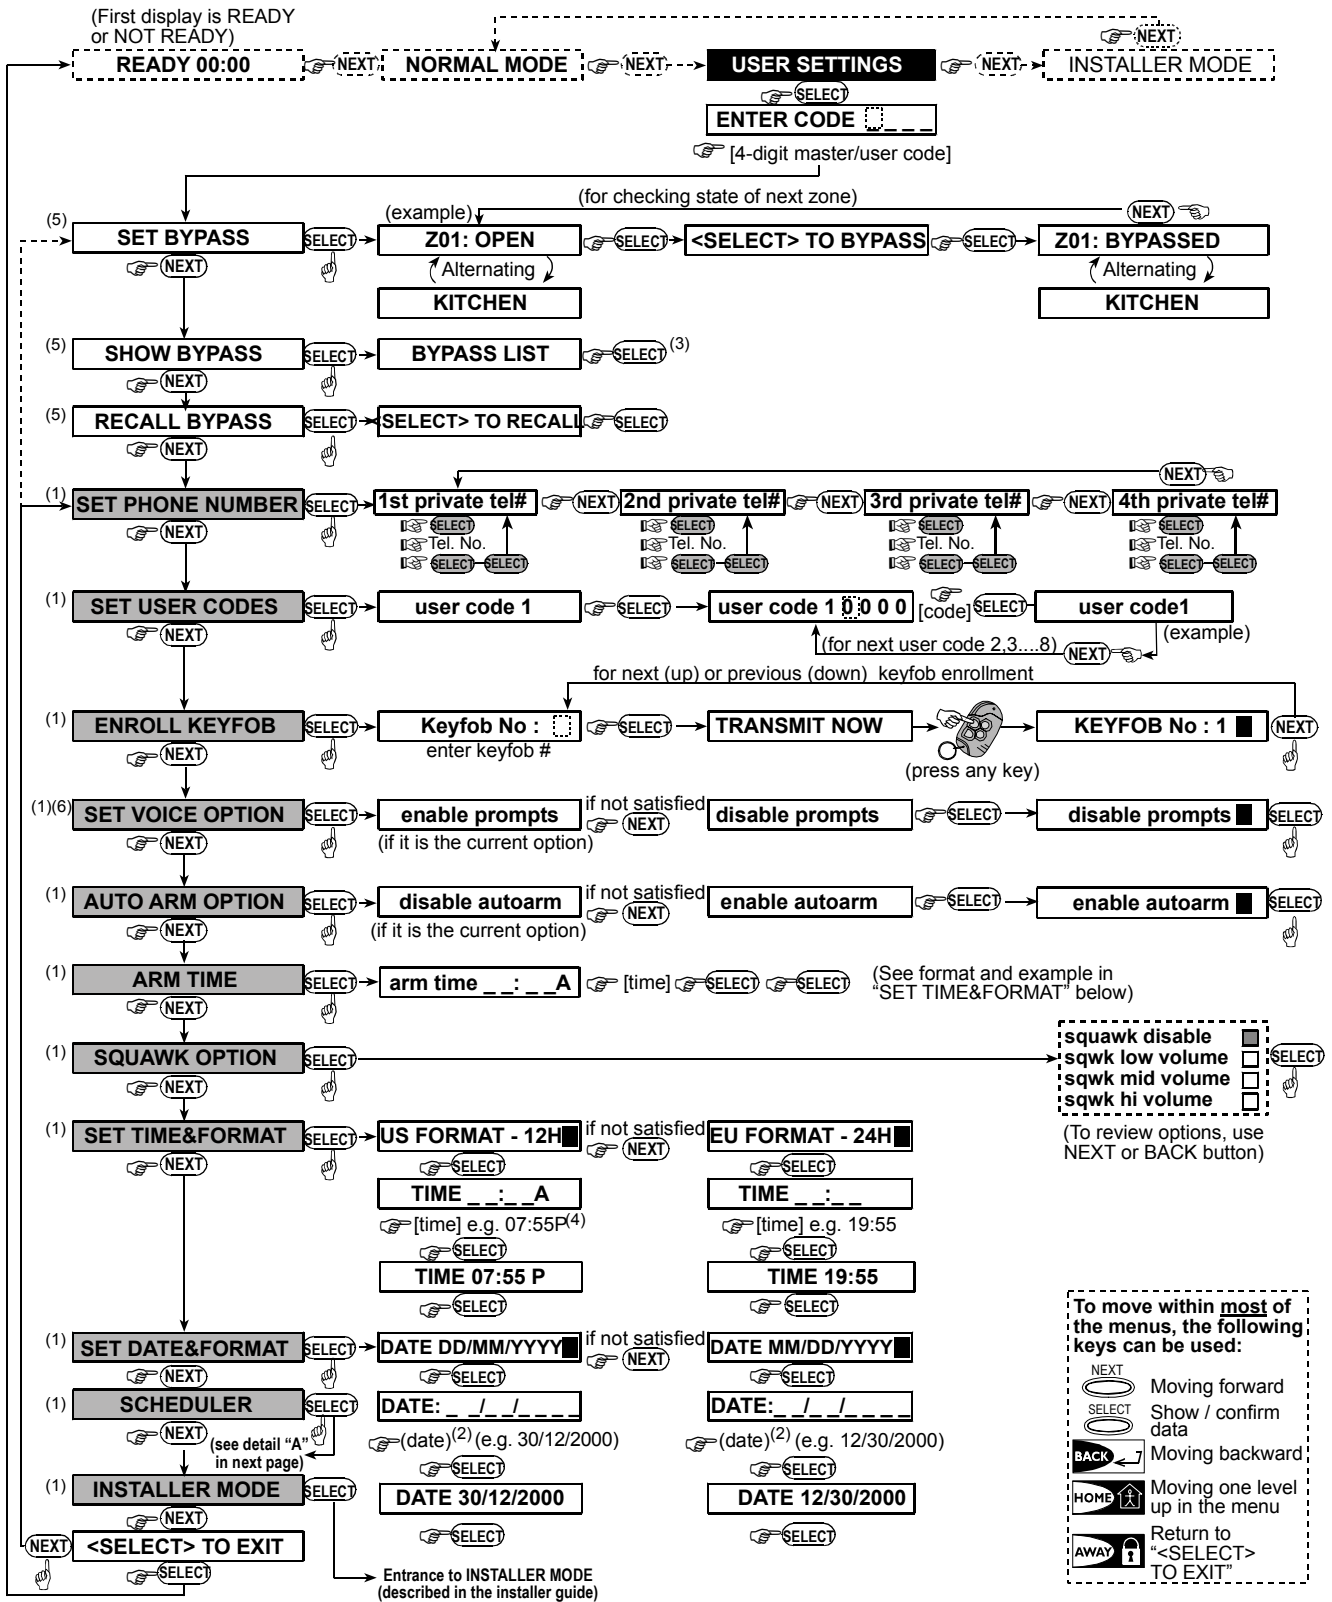 (First display is READY
or NOT READY)
READY 00:00
NEXT
NORMAL MODE
NEXT
USER SETTINGS
NEXT
INSTALLER MODE
NEXT
SELECT
ENTER CODE _ _ _ _
[4-digit master/user code]
(for checking state of next zone)
(5)
SET BYPASS
SELECT
(example)
Z01: OPEN
SELECT
<SELECT> TO BYPASS
SELECT
Z01: BYPASSED
NEXT
NEXT
Alternating
Alternating
KITCHEN
KITCHEN
(5)
SHOW BYPASS
SELECT
BYPASS LIST
SELECT
(3)
NEXT
(5)
RECALL BYPASS
SELECT
<SELECT> TO RECALL
SELECT
NEXT
NEXT
(1)
SET PHONE NUMBER
SELECT
1st private tel#
NEXT
2nd private tel#
NEXT
3rd private tel#
NEXT
4th private tel#
NEXT
SELECT
SELECT
SELECT
SELECT
Tel. No.
Tel. No.
Tel. No.
Tel. No.
SELECT SELECT
SELECT SELECT
SELECT SELECT
SELECT SELECT
(1)
SET USER CODES
SELECT
user code 1
SELECT
user code 1 0 0 0 0
[code]
SELECT
user code1
NEXT
(for next user code 2,3....8)
NEXT
(example)
for next (up) or previous (down) keyfob enrollment
(1)
ENROLL KEYFOB
SELECT
Keyfob No :
SELECT
TRANSMIT NOW
KEYFOB No : 1
NEXT
NEXT
enter keyfob #
(press any key)
(1)(6)
SET VOICE OPTION
SELECT
enable prompts
if not satisfied
NEXT
disable prompts
SELECT
disable prompts
SELECT
NEXT
(if it is the current option)
(1)
AUTO ARM OPTION
SELECT
disable autoarm
if not satisfied
NEXT
enable autoarm
SELECT
enable autoarm
SELECT
NEXT
(if it is the current option)
(1)
ARM TIME
SELECT
arm time _ _: _ _A
[time]
SELECT
SELECT
(See format and example in
“SET TIME&FORMAT” below)
NEXT
(1)
SQUAWK OPTION
SELECT
squawk disable
sqwk low volume
sqwk mid volume
sqwk hi volume
SELECT
NEXT
(To review options, use
NEXT or BACK button)
(1)
SET TIME&FORMAT
SELECT
US FORMAT - 12H
if not satisfied
NEXT
EU FORMAT - 24H
NEXT
SELECT
SELECT
TIME _ _:_ _A
TIME _ _:_ _
[time] e.g. 07:55P(4)
[time] e.g. 19:55
SELECT
SELECT
TIME 07:55 P
TIME 19:55
SELECT
SELECT
(1)
SET DATE&FORMAT
SELECT
DATE DD/MM/YYYY
if not satisfied
NEXT
DATE MM/DD/YYYY
NEXT
SELECT
SELECT
(1)
SCHEDULER
SELECT
DATE: _ _/_ _/_ _ _ _
DATE:_ _/_ _/_ _ _ _
NEXT
(see detail “A”
in next page)
(date)(2) (e.g. 30/12/2000)
(date)(2) (e.g. 12/30/2000)
SELECT
SELECT
(1)
INSTALLER MODE
SELECT
DATE 30/12/2000
DATE 12/30/2000
NEXT
SELECT
SELECT
NEXT
<SELECT> TO EXIT
SELECT
Entrance to INSTALLER MODE
(described in the installer guide)
To move within most of
the menus, the following
keys can be used:
NEXT
Moving forward
SELECT
Show / confirm
data
BACK
Moving backward
HOME
Moving one level
up in the menu
AWAY
Return to
“<SELECT>
TO EXIT”